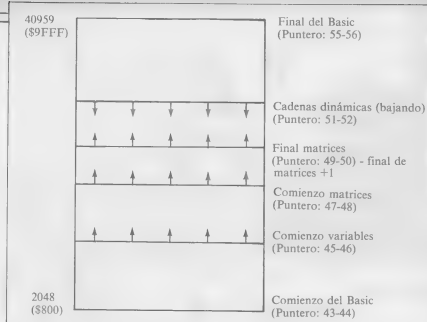 40959
($9FFF)
Final del Basic
(Puntero: 55-56)
Cadenas dinámicas (bajando)
(Puntero: 51-52)
Final matrices
(Puntero: 49-50) - final de
matrices +1
Comienzo matrices
(Puntero: 47-48)
Comienzo variables
(Puntero: 45-46)
2048
($800)
Comienzo del Basic
(Puntero: 43-44)